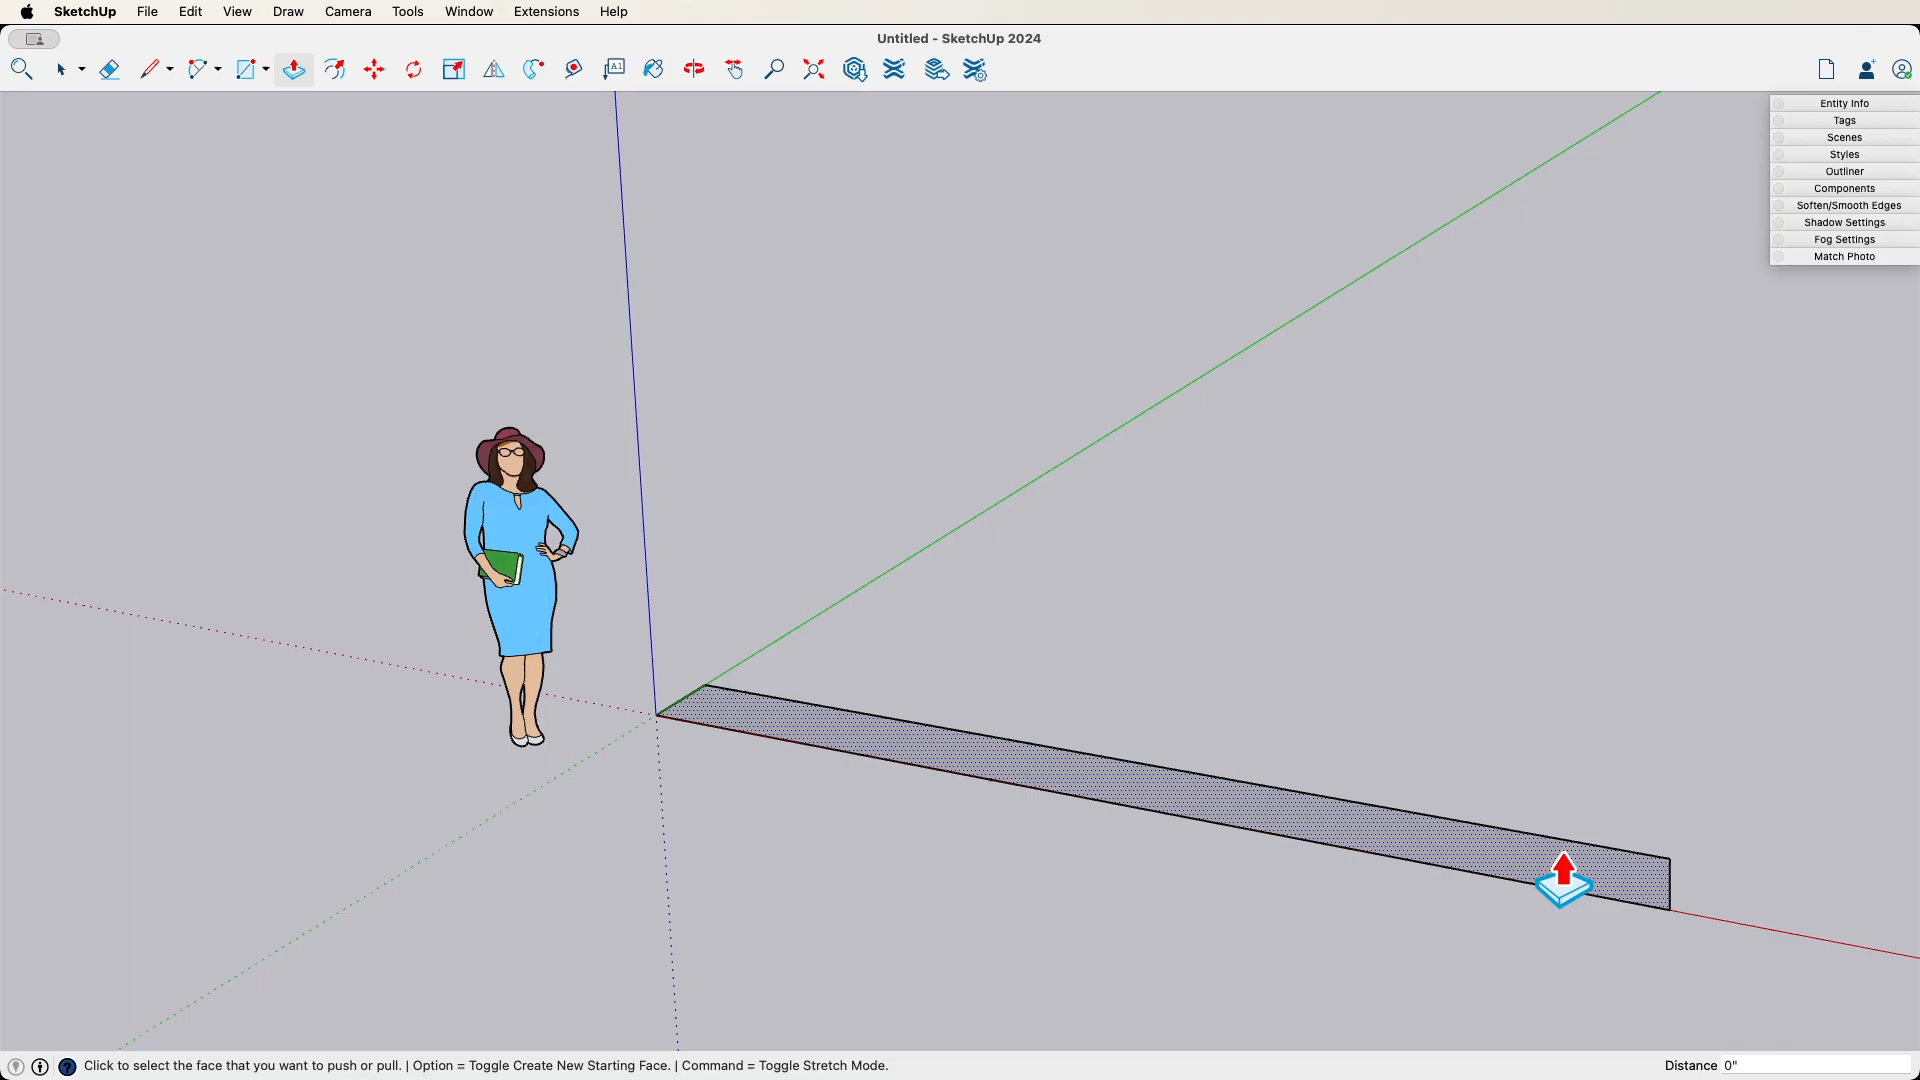 SketchUp File Edit View Draw Camera Tools Window Extensions Help
Untitled - SketchUp 2024
A1
Entity Info
Tags
Scenes
Styles
Outliner
Components
Soften/Smooth Edges
Shadow Settings
Fog Settings
Match Photo
Click to select the face that you want to push or pull. | Option = Toggle Create New Starting Face. | Command = Toggle Stretch Mode.
Distance 0"